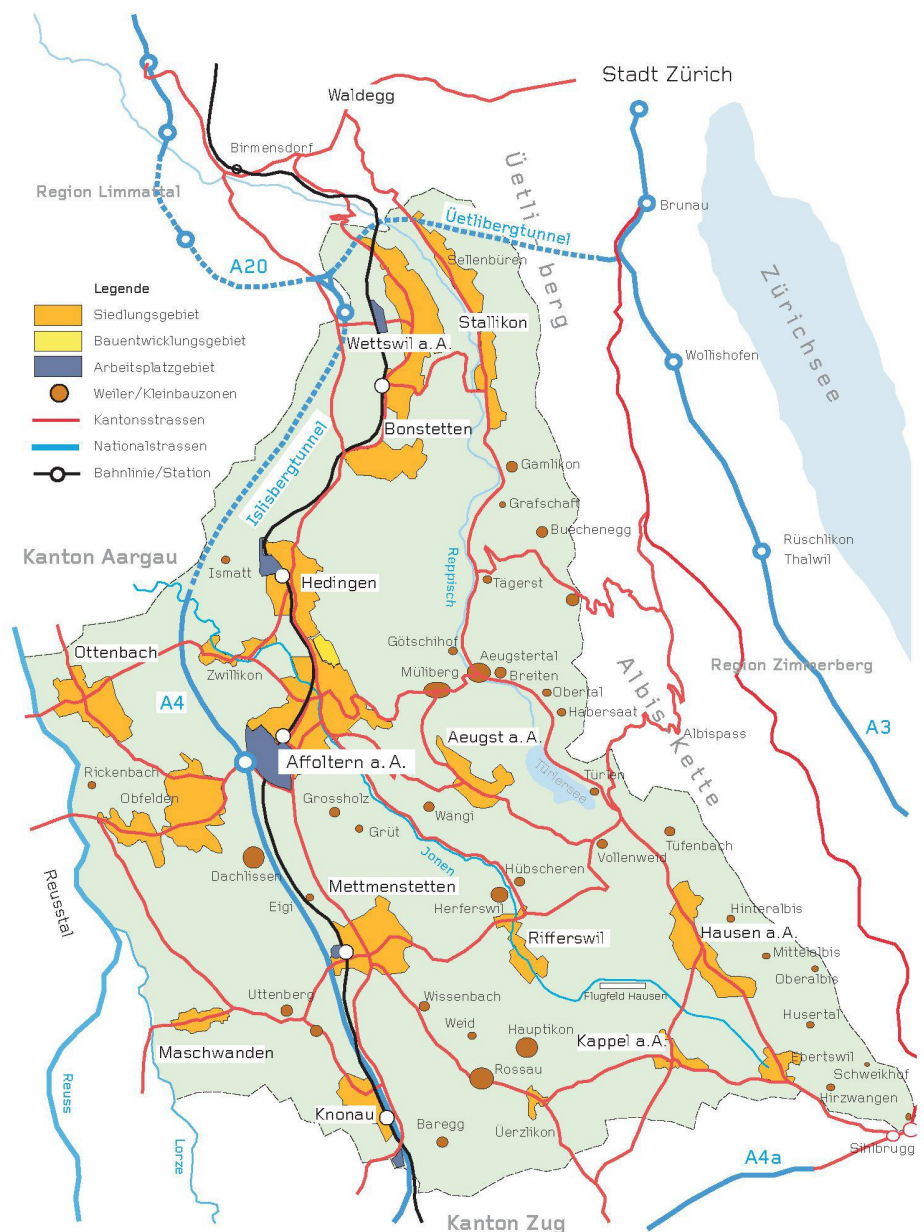 Stadt Zürich
Waldegg
Birmensdorf
Region Limmattal
Üetliberg
Brunau
Üetlibergtunnel
Zürichsee
A20
Sellenbüren
Legende
Siedlungsgebiet
Bauentwicklungsgebiet
Arbeitsplatzgebiet
Weiler/Kleinbauzonen
Kantonsstrassen
Nationalstrassen
Bahnlinie/Station
Stallikon
Wettswil a.A.
Wollishofen
Bonstetten
Islisbergtunnel
Gamlikon
Grafschaft
Buechenegg
Rüschlikon
Thalwil
Kanton Aargau
Ismatt
Hedingen
Reppisch
Tägerst
Ottenbach
Zwillikon
Götschihof
Aeugstertal
Müliberg
Breiten
Obertal
Habersaat
Albiskette
Region Zimmerberg
A4
A3
Albispass
Aeugst a.A.
Affoltern a.A.
Türlersee
Türlen
Rickenbach
Obfelden
Grossholz
Grüt
Wängi
Tüfenbach
Vollenweid
Jonen
Hübscheren
Dachlissen
Reusstal
Mettmenstetten
Eigi
Herferswil
Rifferswil
Hinteralbis
Hausen a.A.
Mittelalbis
Oberalbis
Flugfeld Hausen
Uttenberg
Wissenbach
Weid
Hauptikon
Husertal
Maschwanden
Kappel a.A.
Rossau
Ebertswil
Schweikhof
Hirzwangen
Reuss
Knonau
Üerzlikon
Baregg
Lorze
Sihlbrugg
A4a
Kanton Zug